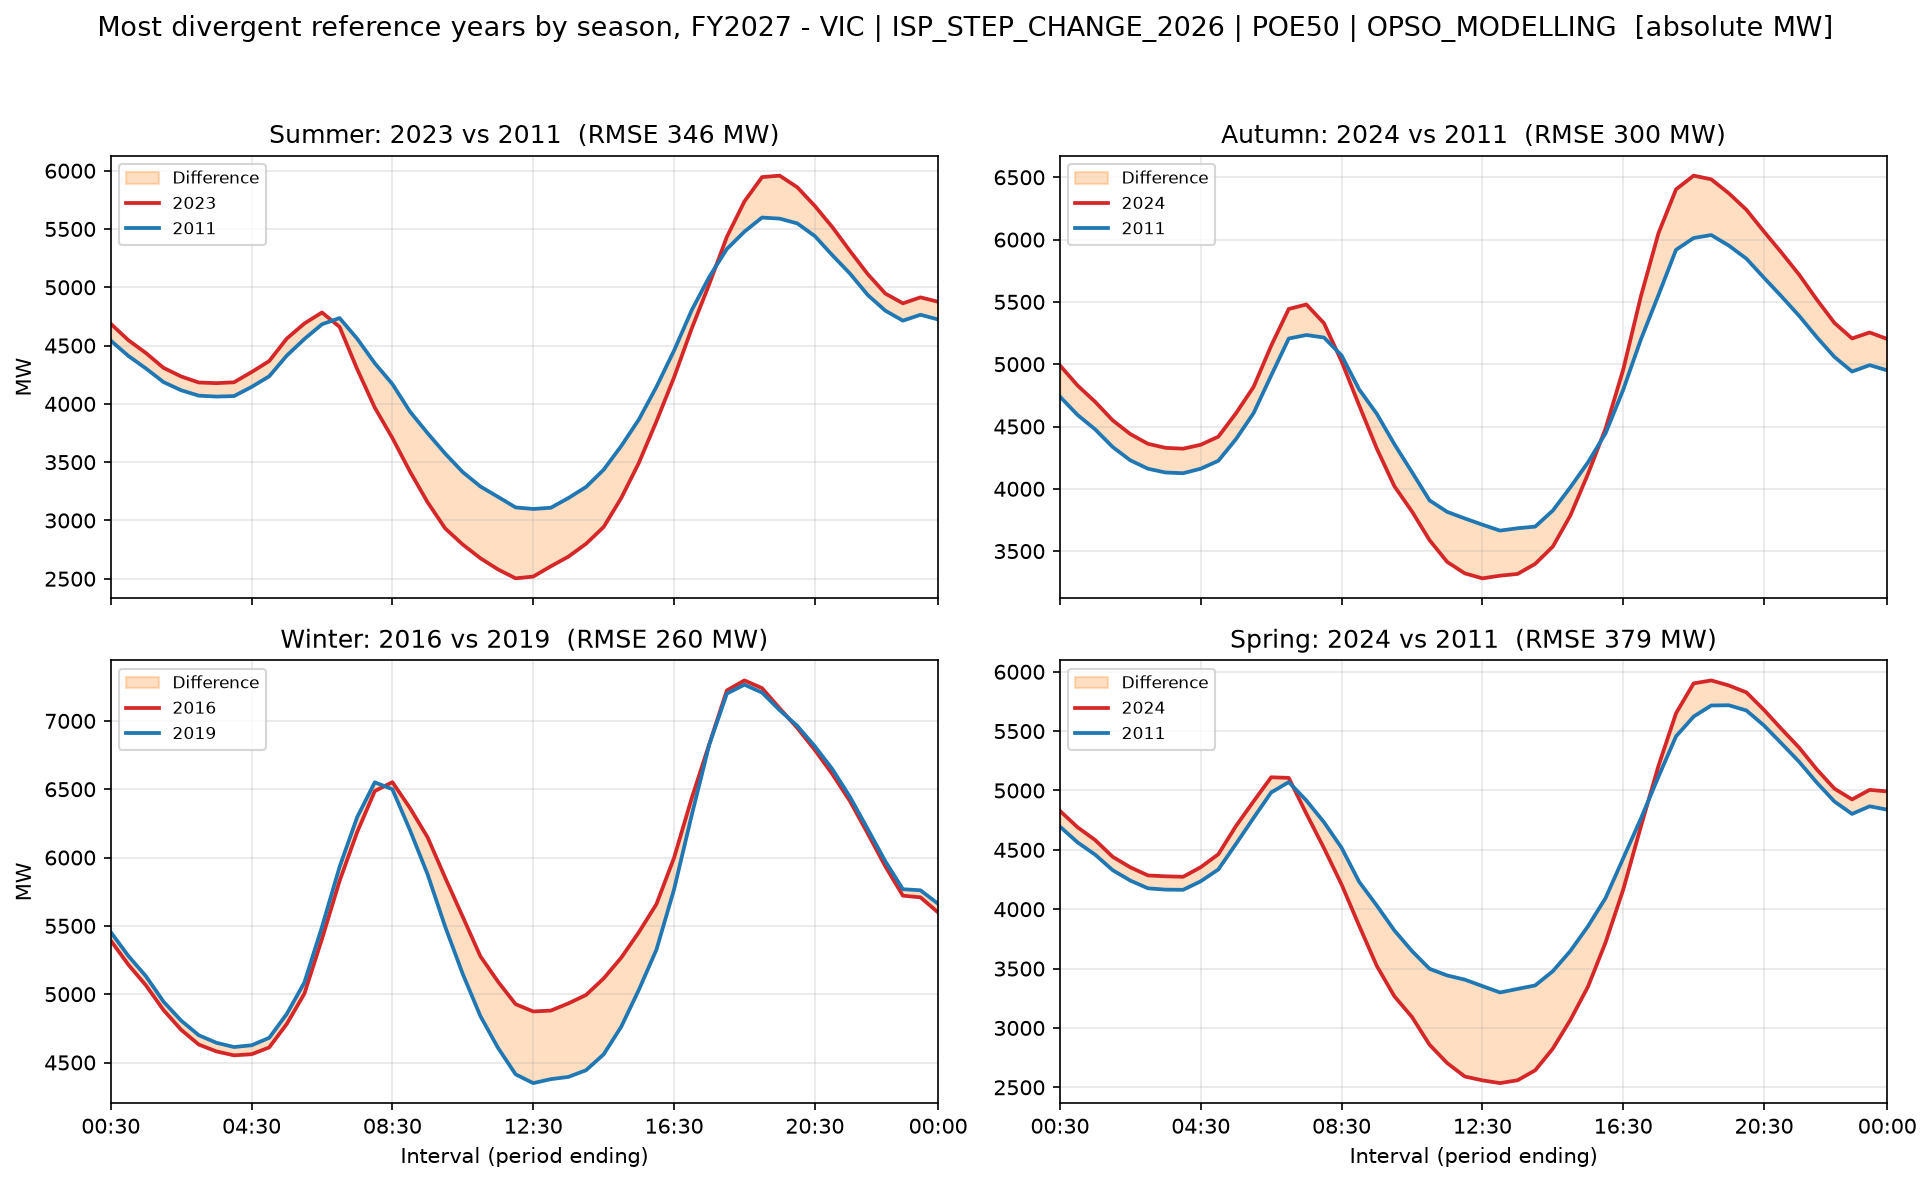 Most divergent reference years by season, FY2027 - VIC | ISP_STEP_CHANGE_2026 | POE50 | OPSO_MODELLING  [absolute MW]
Summer: 2023 vs 2011  (RMSE 346 MW)
6000
5500
5000
4500
4000
3500
3000
2500
MW
Difference
2023
2011
Autumn: 2024 vs 2011  (RMSE 300 MW)
6500
6000
5500
5000
4500
4000
3500
Difference
2024
2011
Winter: 2016 vs 2019  (RMSE 260 MW)
7000
6500
6000
5500
5000
4500
MW
Difference
2016
2019
00:30 04:30 08:30 12:30 16:30 20:30 00:00
Interval (period ending)
Spring: 2024 vs 2011  (RMSE 379 MW)
6000
5500
5000
4500
4000
3500
3000
2500
Difference
2024
2011
00:30 04:30 08:30 12:30 16:30 20:30 00:00
Interval (period ending)